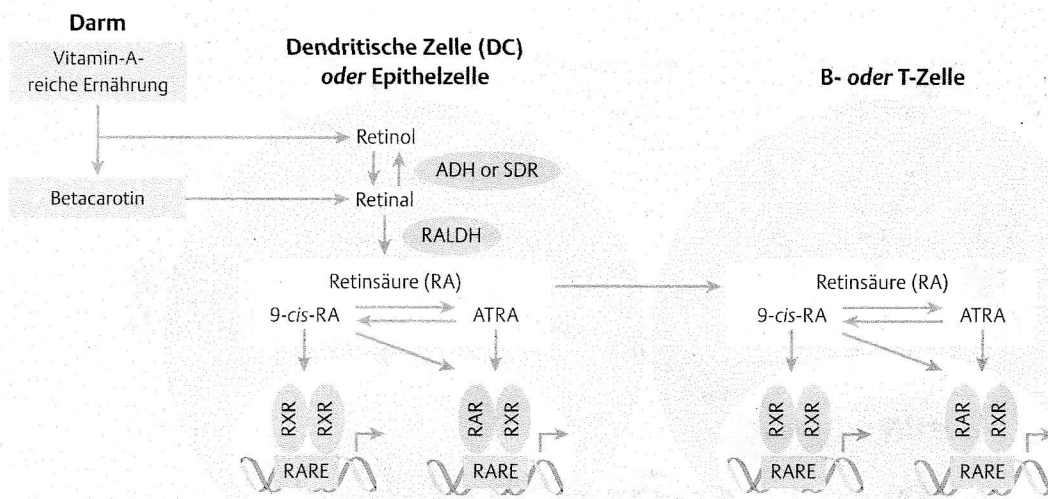 Darm
Vitamin-A-
reiche Ernährung
Betacarotin
Dendritische Zelle (DC)
oder Epithelzelle
Retinol
ADH or SDR
Retinal
RALDH
Retinsäure (RA)
9-cis-RA
ATRA
RXR
RXR
RAR
RXR
RARE
RARE
B- oder T-Zelle
Retinsäure (RA)
9-cis-RA
ATRA
RXR
RXR
RAR
RXR
RARE
RARE